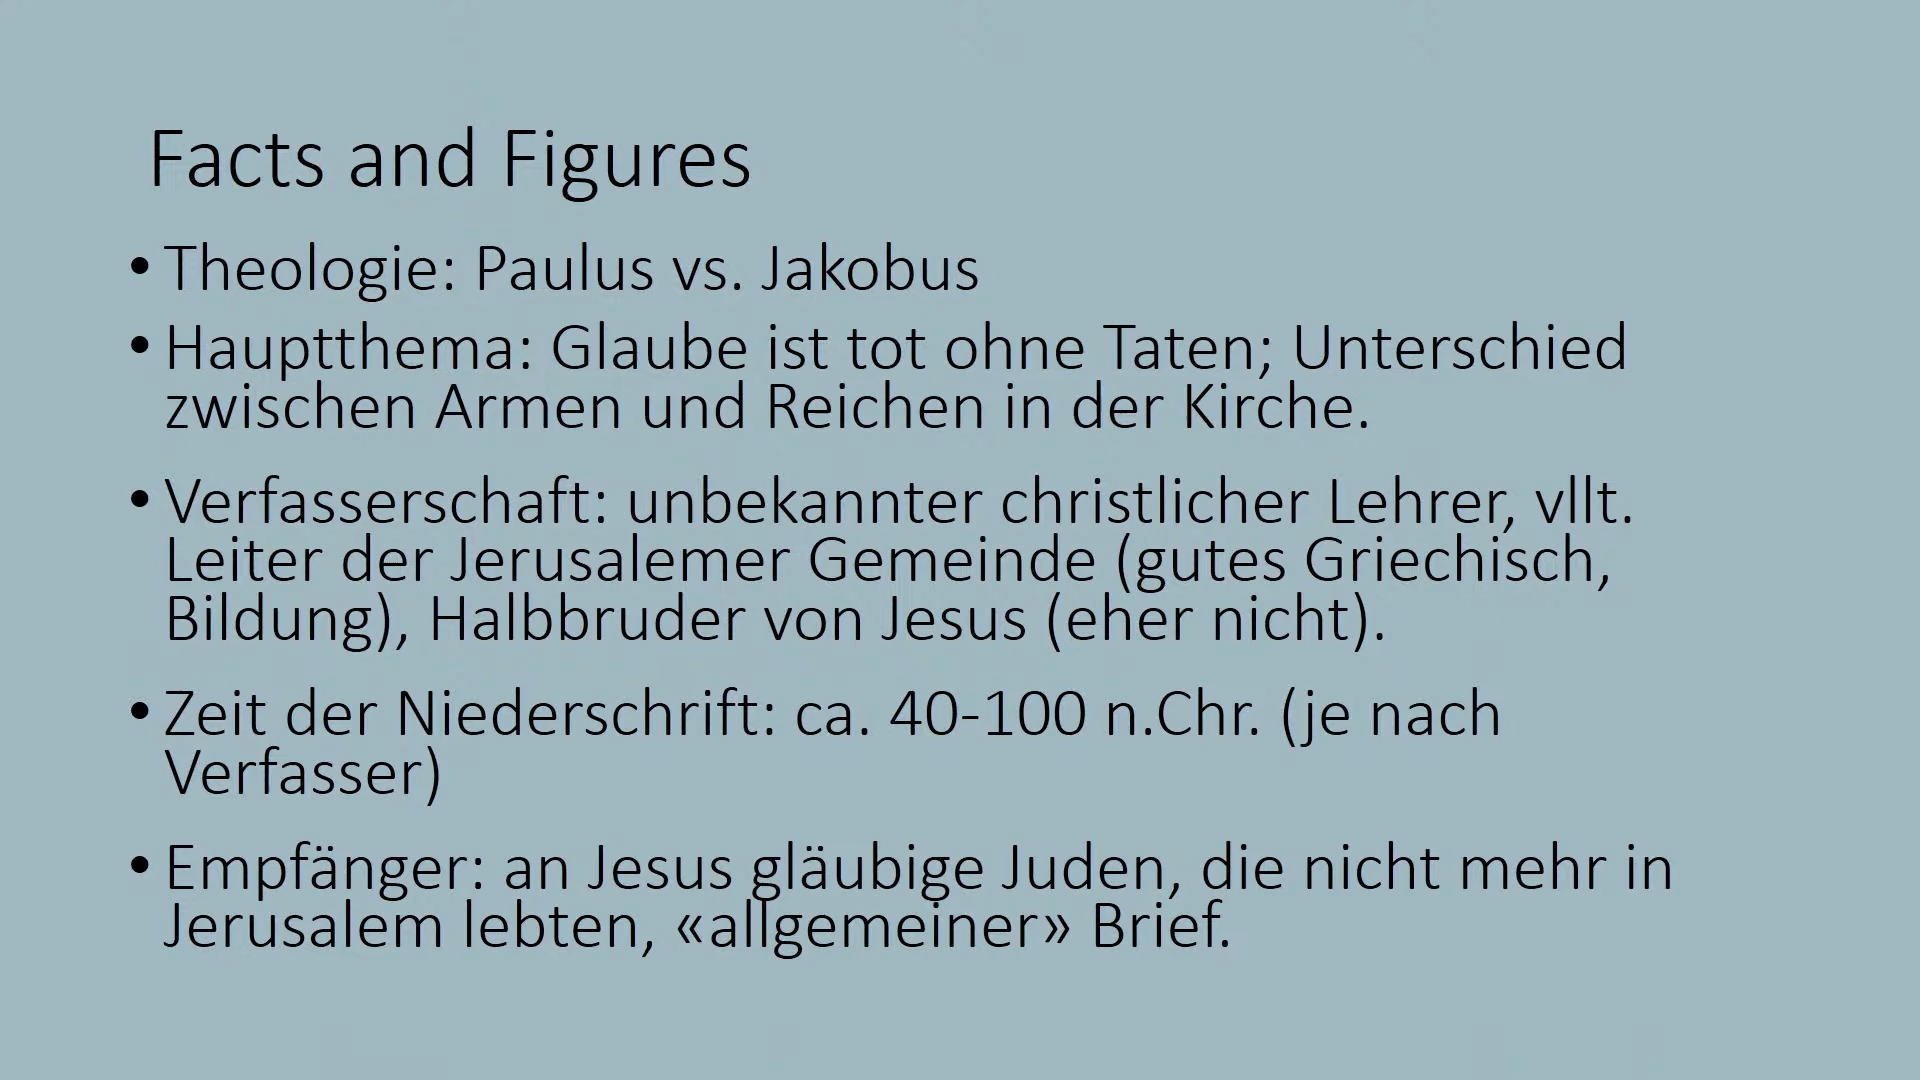 Facts and Figures
• Theologie: Paulus vs. Jakobus
• Hauptthema: Glaube ist tot ohne Taten; Unterschied
zwischen Armen und Reichen in der Kirche.
• Verfasserschaft: unbekannter christlicher Lehrer, vllt.
Leiter der Jerusalemer Gemeinde (gutes Griechisch,
Bildung), Halbbruder von Jesus (eher nicht).
• Zeit der Niederschrift: ca. 40-100 n.Chr. (je nach
Verfasser)
• Empfänger: an Jesus gläubige Juden, die nicht mehr in
Jerusalem lebten, «allgemeiner» Brief.